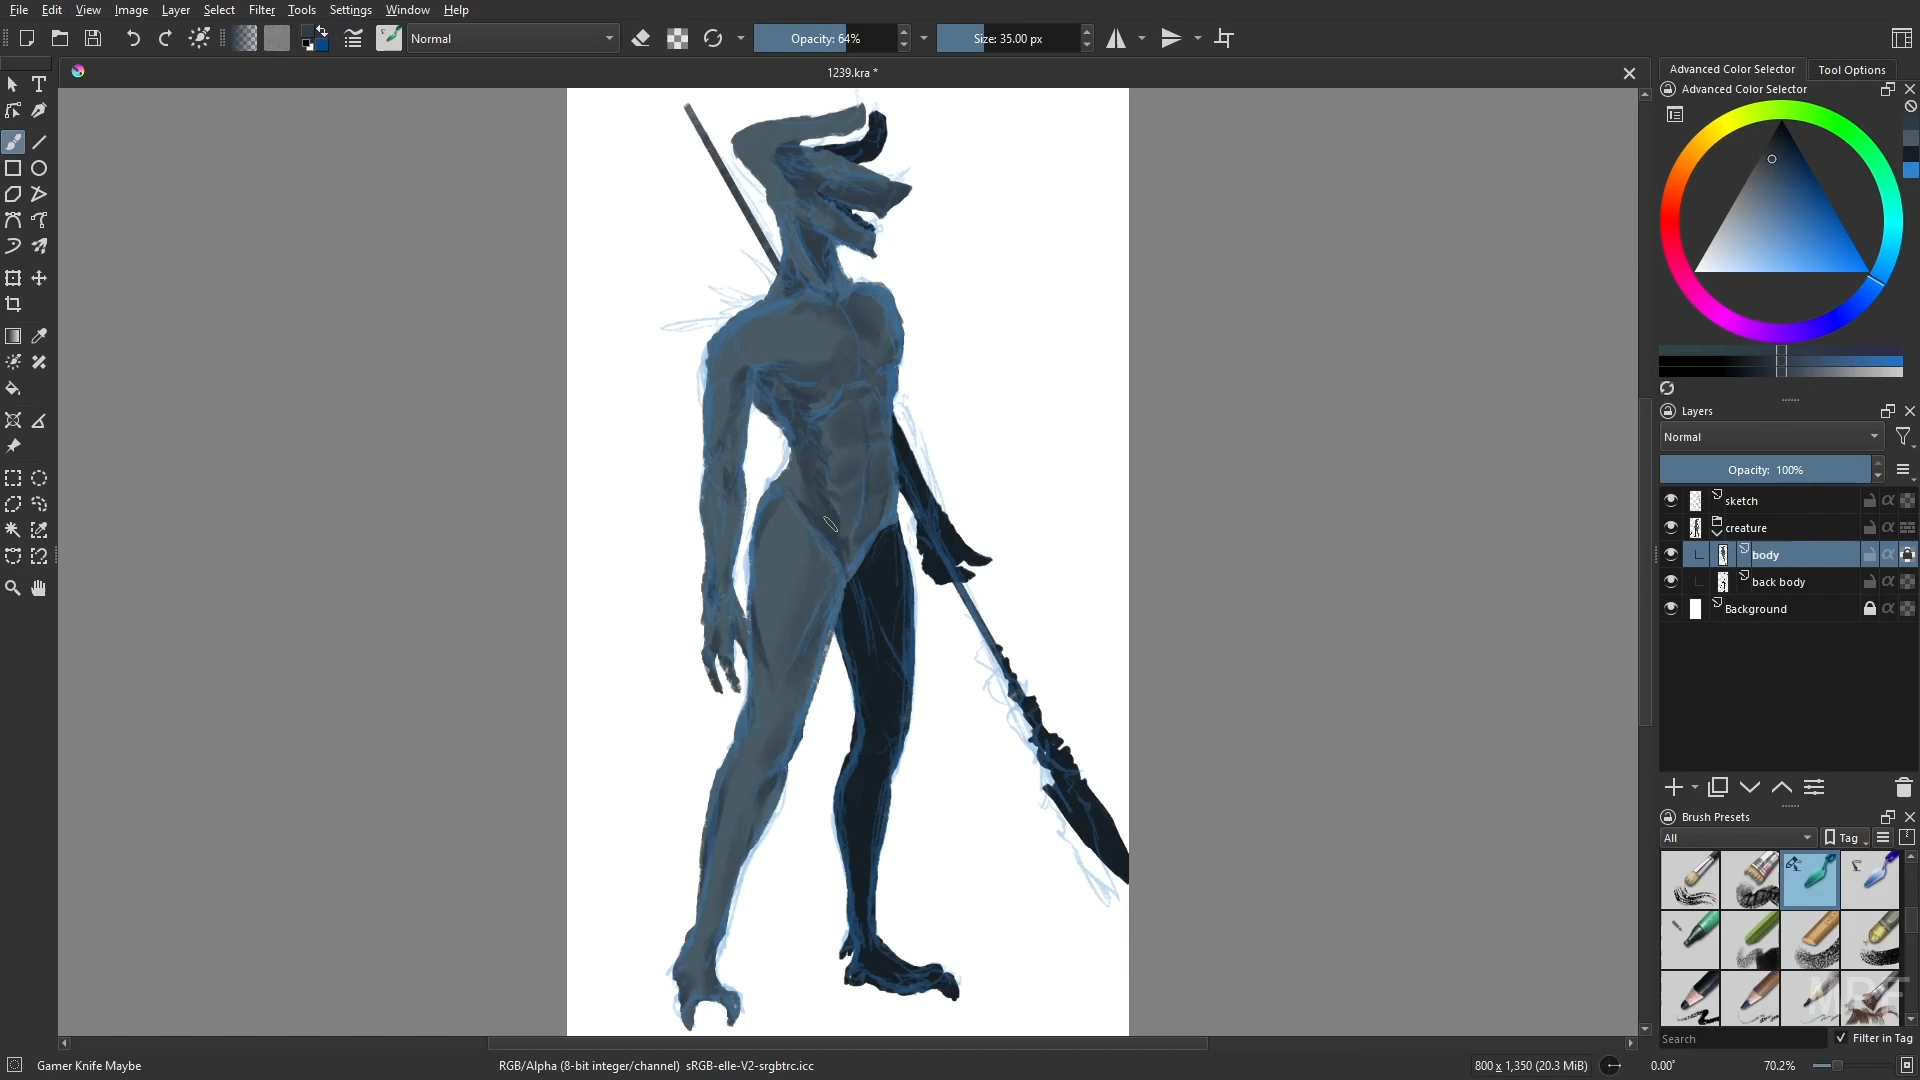 File Edit View Image Layer Select Filter Tools Settings Windows Help
Normal Opacity: 64% Size: 35.00 px
1239.kra *
Advanced Color Selector Tool Options
Advanced Color Selector
Layers
Normal
Opacity: 100%
sketch
creature
body
back body
Background
Brush Presets
All Tag
Search Filter in Tag
Gamer Knife Maybe RGB/Alpha (8-bit integer/channel) sRGB-elle-V2-srgbtrc.icc 800 x 1,350 (20.3 MiB) 0.00° 70.2%